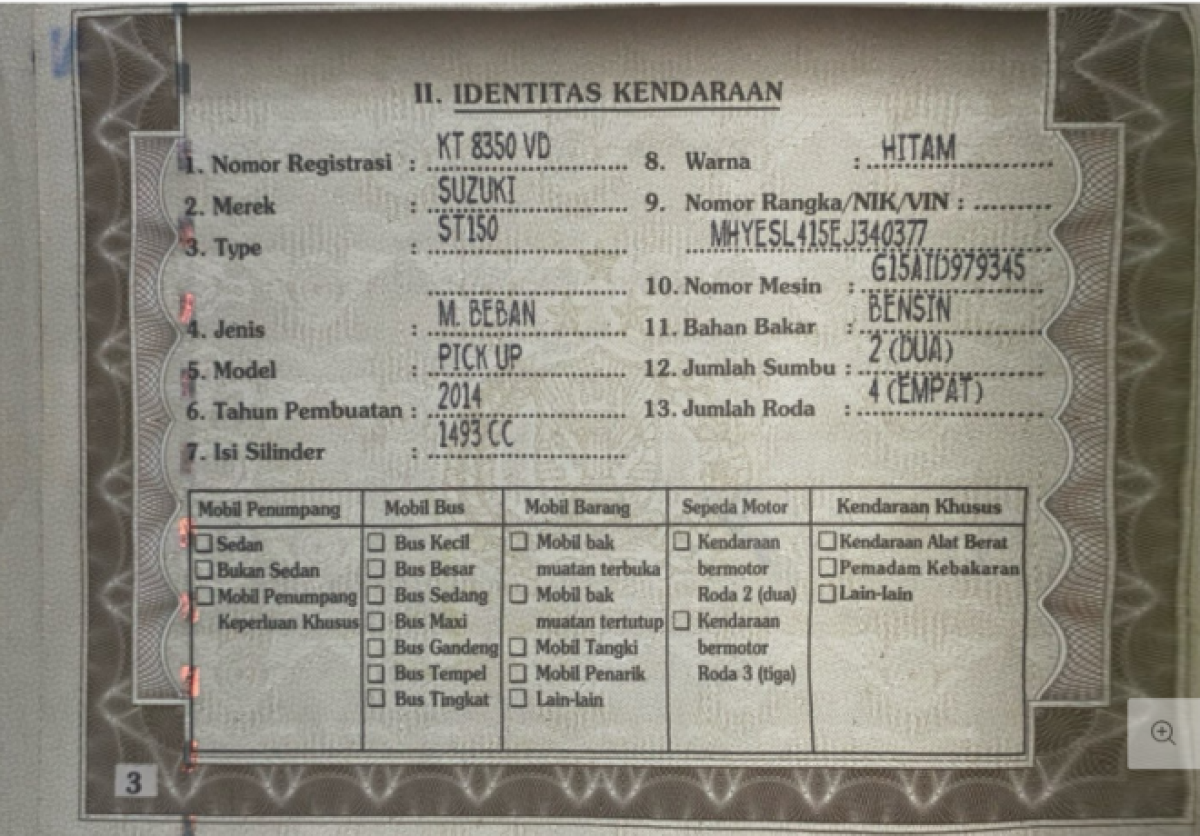 II. IDENTITAS KENDARAAN
1. Nomor Registrasi : KT 8350 VD
2. Merek : SUZUKI
3. Type : ST150
4. Jenis : M. BEBAN
5. Model : PICK UP
6. Tahun Pembuatan : 2014
7. Isi Silinder : 1493 CC
8. Warna : HITAM
9. Nomor Rangka/NIK/VIN :
MHYESL415EJ340377
10. Nomor Mesin : G15AID979345
11. Bahan Bakar : BENSIN
12. Jumlah Sumbu : 2 (DUA)
13. Jumlah Roda : 4 (EMPAT)
Mobil Penumpang
Sedan
Bukan Sedan
Mobil Penumpang
Keperluan Khusus
Mobil Bus
Bus Kecil
Bus Besar
Bus Sedang
Bus Maxi
Bus Gandeng
Bus Tempel
Bus Tingkat
Mobil Barang
Mobil bak
muatan terbuka
Mobil bak
muatan tertutup
Mobil Tangki
Mobil Penarik
Lain-lain
Sepeda Motor
Kendaraan
bermotor
Roda 2 (dua)
Kendaraan
bermotor
Roda 3 (tiga)
Kendaraan Khusus
Kendaraan Alat Berat
Pemadam Kebakaran
Lain-lain
3